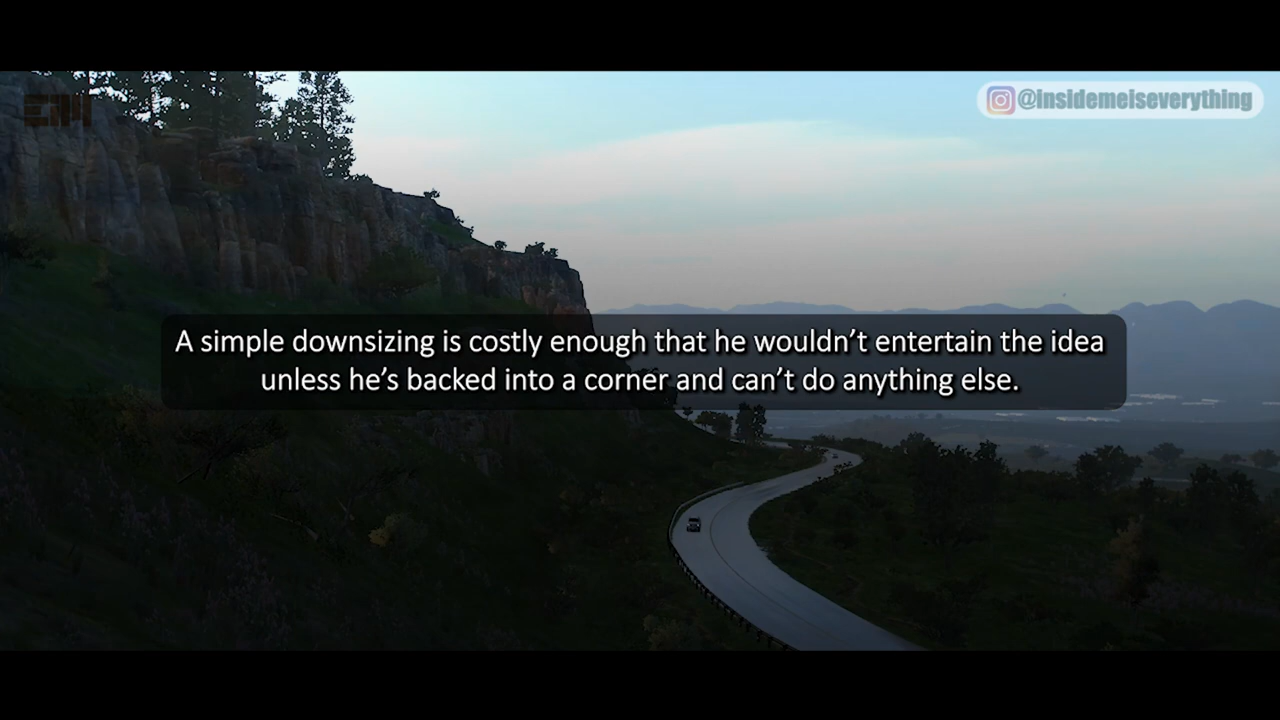 @insidemeiseverything
A simple downsizing is costly enough that he wouldn’t entertain the idea
unless he’s backed into a corner and can’t do anything else.